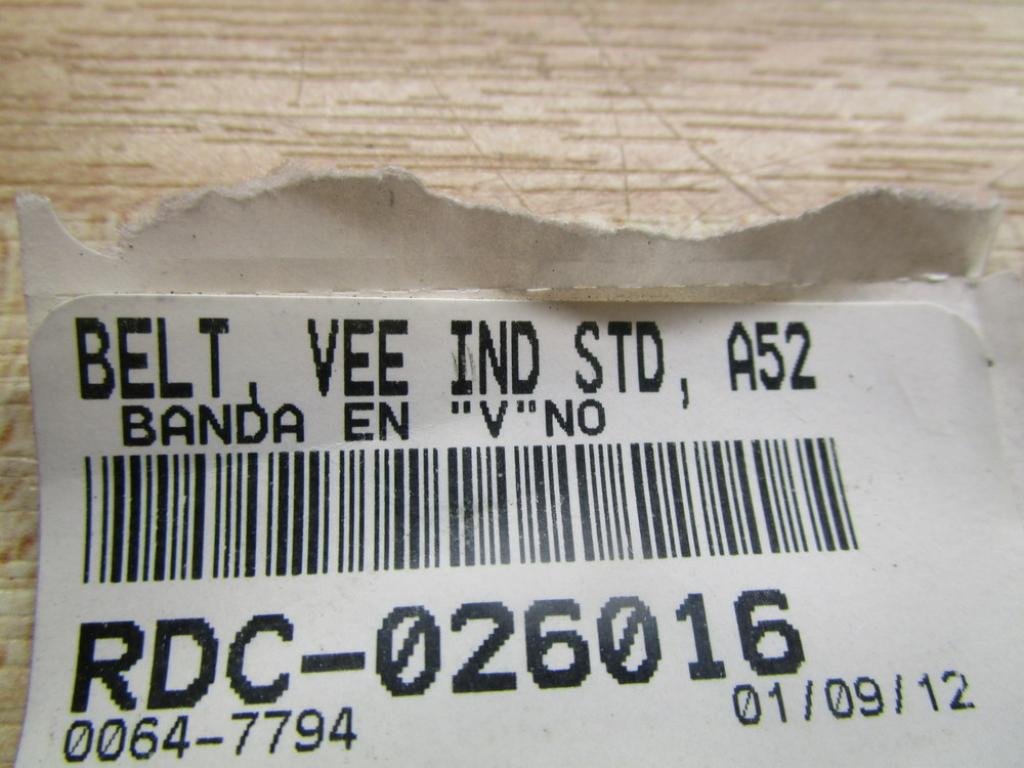 BELT, VEE IND STD, A52
BANDA EN "V"NO
RDC-026016
01/09/12
0064-7794